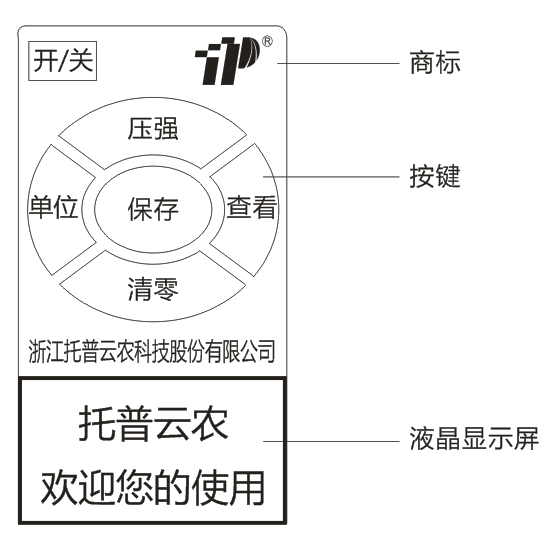 开/关
®
商标
压强
按键
单位
保存
查看
清零
浙江托普云农科技股份有限公司
托普云农
欢迎您的使用
液晶显示屏